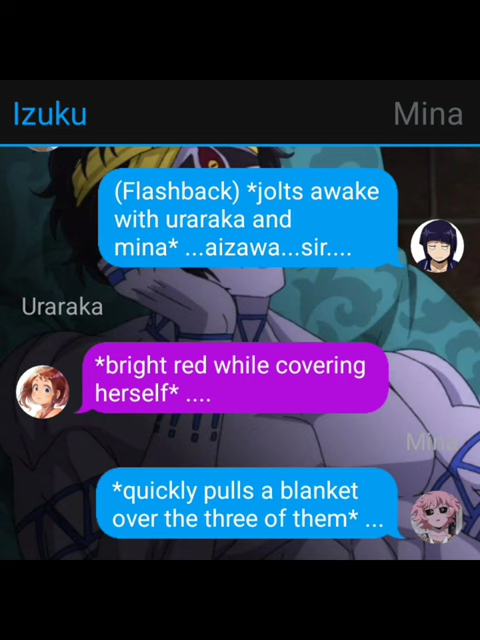 Izuku
Mina
(Flashback) *jolts awake
with uraraka and
mina* ...aizawa...sir....
Uraraka
*bright red while covering
herself* ....
Mina
*quickly pulls a blanket
over the three of them* ...